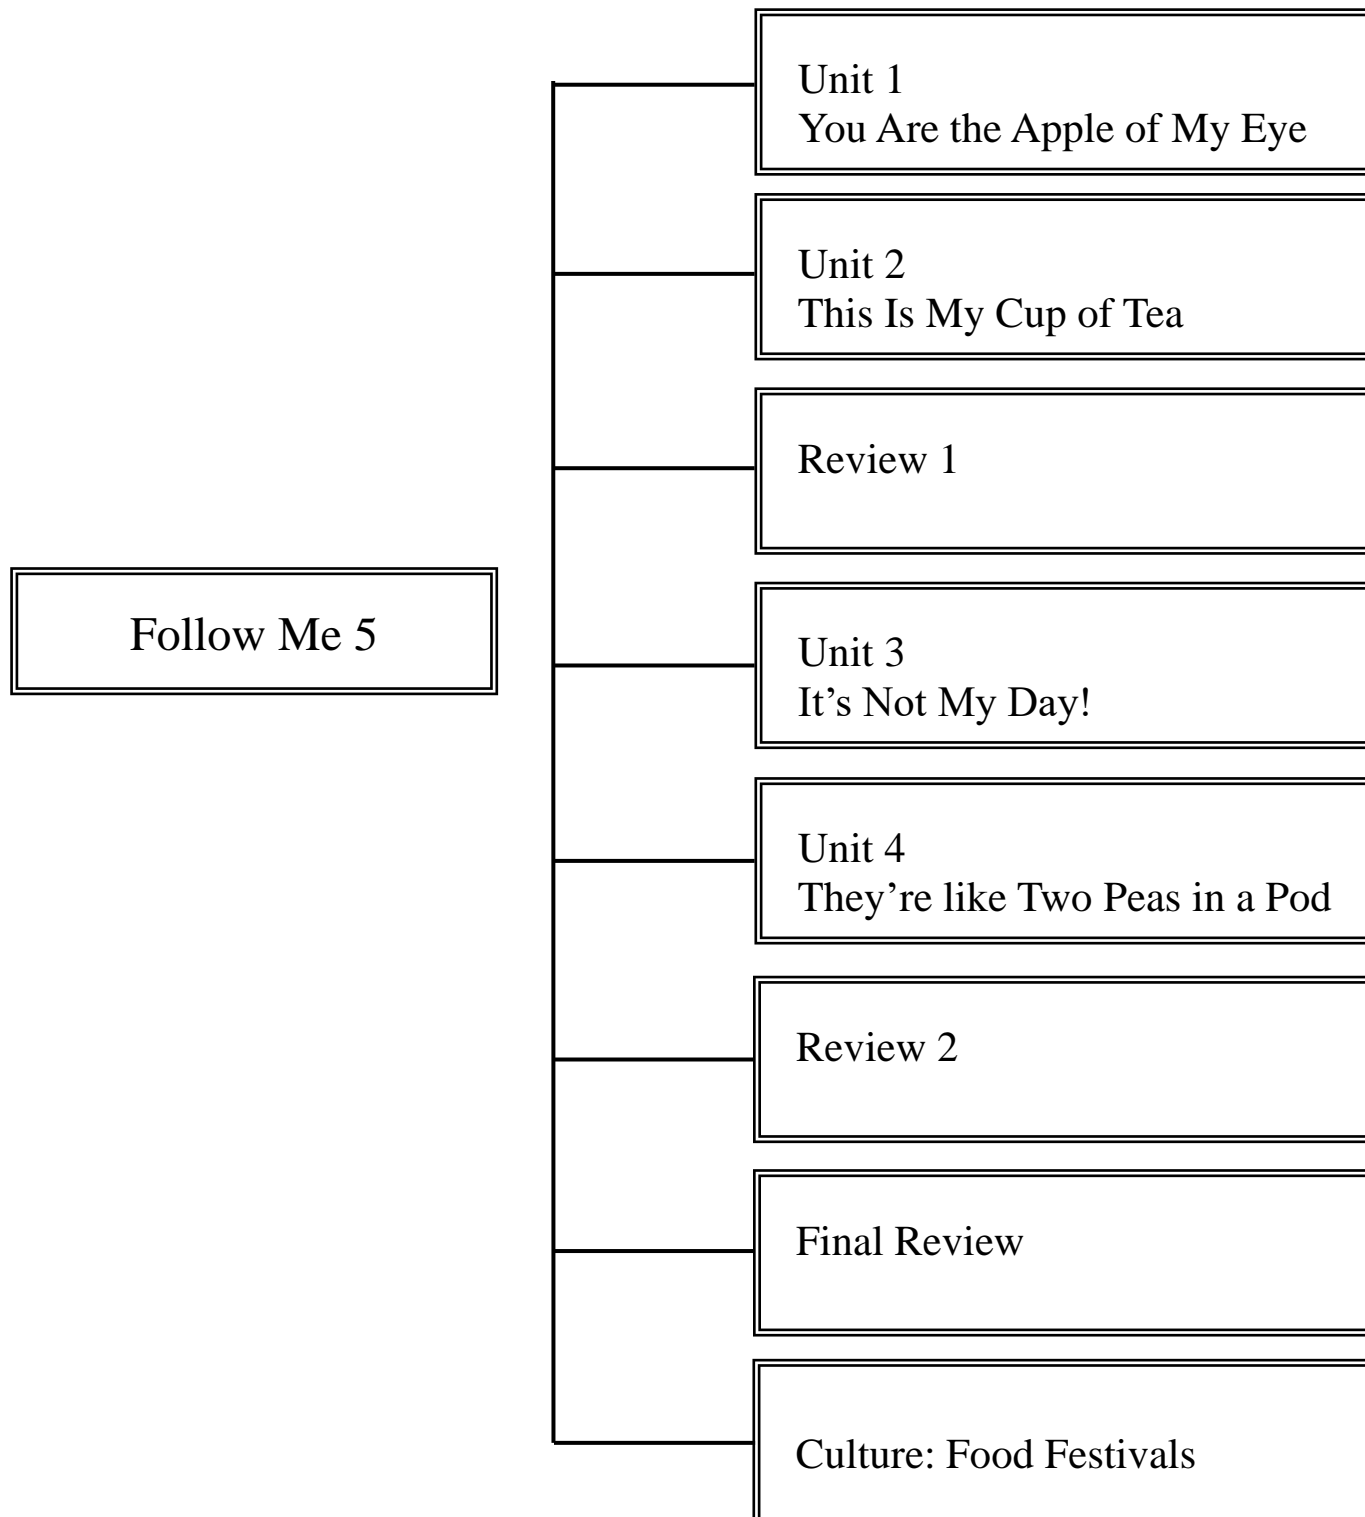 Follow Me 5
Unit 1
You Are the Apple of My Eye
Unit 2
This Is My Cup of Tea
Review 1
Unit 3
It’s Not My Day!
Unit 4
They’re like Two Peas in a Pod
Review 2
Final Review
Culture: Food Festivals